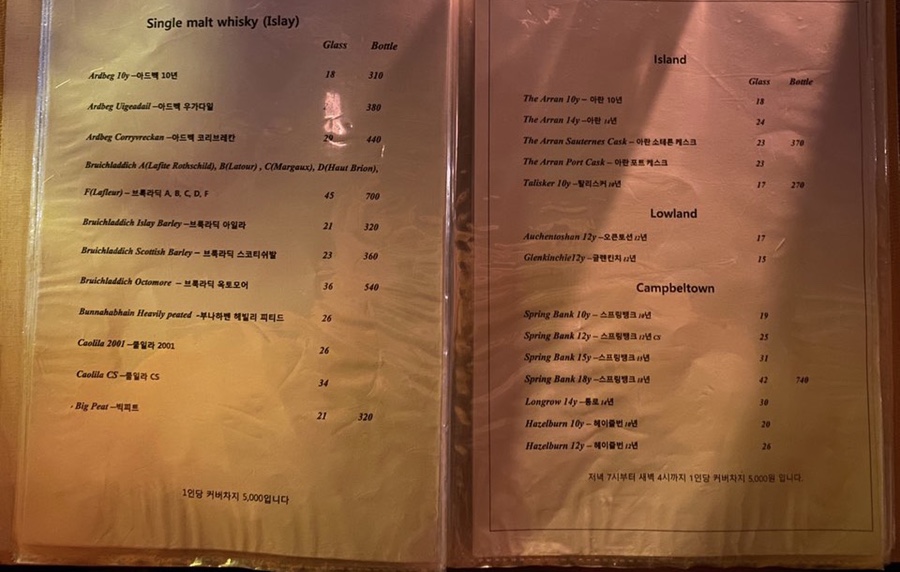 Single malt whisky (Islay)
Glass Bottle
Ardbeg 10y –아드벡 10년 18 310
Ardbeg Uigeadail –아드벡 우가다일 380
Ardbeg Corryvreckan –아드벡 코리브레칸 29 440
Bruichladdich A(Lafite Rothschild), B(Latour) , C(Margaux), D(Haut Brion),
F(Lafleur) – 브룩라딕 A, B, C, D, F 45 700
Bruichladdich Islay Barley –브룩라딕 아일라 21 320
Bruichladdich Scottish Barley – 브룩라딕 스코티쉬발 23 360
Bruichladdich Octomore – 브룩라딕 옥토모어 36 540
Bunnahabhain Heavily peated -부나하벤 헤빌리 피티드 26
Caolila 2001 –쿨일라 2001 26
Caolila CS –쿨일라 CS 34
Big Peat –빅피트 21 320
1인당 커버차지 5,000입니다
Island
Glass Bottle
The Arran 10y – 아란 10년 18
The Arran 14y –아란 14년 24
The Arran Sauternes Cask – 아란 소테른 케스크 23 370
The Arran Port Cask – 아란 포트 케스크 23
Talisker 10y –탈리스커 10년 17 270
Lowland
Auchentoshan 12y –오큰토션 12년 17
Glenkinchie12y –글렌킨치 12년 15
Campbeltown
Spring Bank 10y – 스프링뱅크 10년 19
Spring Bank 12y – 스프링뱅크 12년 CS 25
Spring Bank 15y –스프링뱅크 15년 31
Spring Bank 18y –스프링뱅크 18년 42 740
Longrow 14y –롱로 14년 30
Hazelburn 10y – 헤이즐번 10년 20
Hazelburn 12y – 헤이즐번 12년 26
저녁 7시부터 새벽 4시까지 1인당 커버차지 5,000원 입니다.